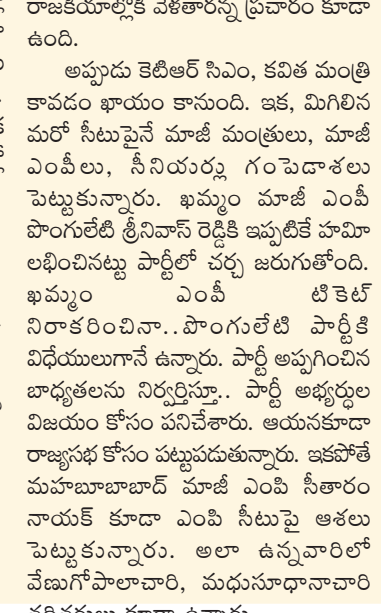 రాజకీయాల్లోకి వెళతారన్న ప్రచారం కూడా
ఉంది.
అప్పుడు కెటిఆర్ సిఎం, కవిత మంత్రి
కావడం ఖాయం కానుంది. ఇక, మిగిలిన
మరో సీటుపైనే మాజీ మంత్రులు, మాజీ
ఎంపీలు, సీనియర్లు గంపెడాశలు
పెట్టుకున్నారు. ఖమ్మం మాజీ ఎంపీ
పొంగులేటి శ్రీనివాస్ రెడ్డికి ఇప్పటికే హమీ
లభించినట్టు పార్టీలో చర్చ జరుగుతోంది.
ఖమ్మం ఎంపీ టికెట్
నిరాకరించినా..పొంగులేటి పార్టీకి
విధేయులుగానే ఉన్నారు. పార్టీ అప్పగించిన
బాధ్యతలను నిర్వర్తిస్తూ.. పార్టీ అభ్యర్ధుల
విజయం కోసం పనిచేశారు. ఆయనకూడా
రాజ్యసభ కోసం పట్టుపడుతున్నారు. ఇకపోతే
మహబూబాబాద్ మాజీ ఎంపి సీతారం
నాయక్ కూడా ఎంపి సీటుపై ఆశలు
పెట్టుకున్నారు. అలా ఉన్నవారిలో
వేణుగోపాలాచారి, మధుసూధానాచారి